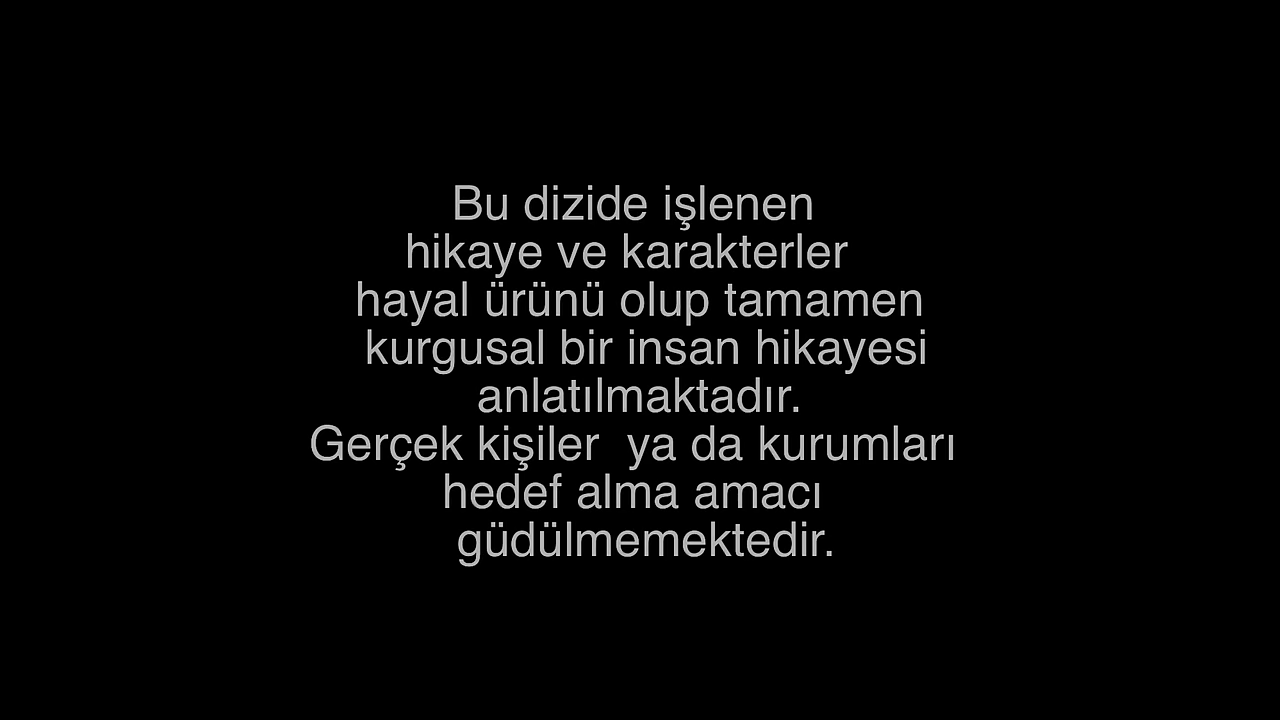 Bu dizide işlenen
hikaye ve karakterler
hayal ürünü olup tamamen
kurgusal bir insan hikayesi
anlatılmaktadır.
Gerçek kişiler  ya da kurumları
hedef alma amacı
güdülmemektedir.